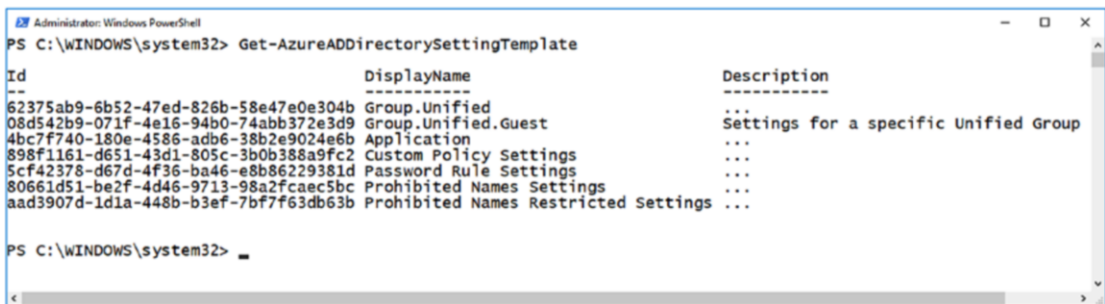 Administrator: Windows PowerShell
PS C:\WINDOWS\system32> Get-AzureADDirectorySettingTemplate
Id DisplayName Description
-- ----------- -----------
62375ab9-6b52-47ed-826b-58e47e0e304b Group.Unified ...
08d542b9-071f-4e16-94b0-74abb372e3d9 Group.Unified.Guest Settings for a specific Unified Group
4bc7f740-180e-4586-adb6-38b2e9024e6b Application ...
898f1161-d651-43d1-805c-3b0b388a9fc2 Custom Policy Settings ...
5cf42378-d67d-4f36-ba46-e8b86229381d Password Rule Settings ...
80661d51-be2f-4d46-9713-98a2fcaec5bc Prohibited Names Settings ...
aad3907d-1d1a-448b-b3ef-7bf7f63db63b Prohibited Names Restricted Settings ...
PS C:\WINDOWS\system32> _